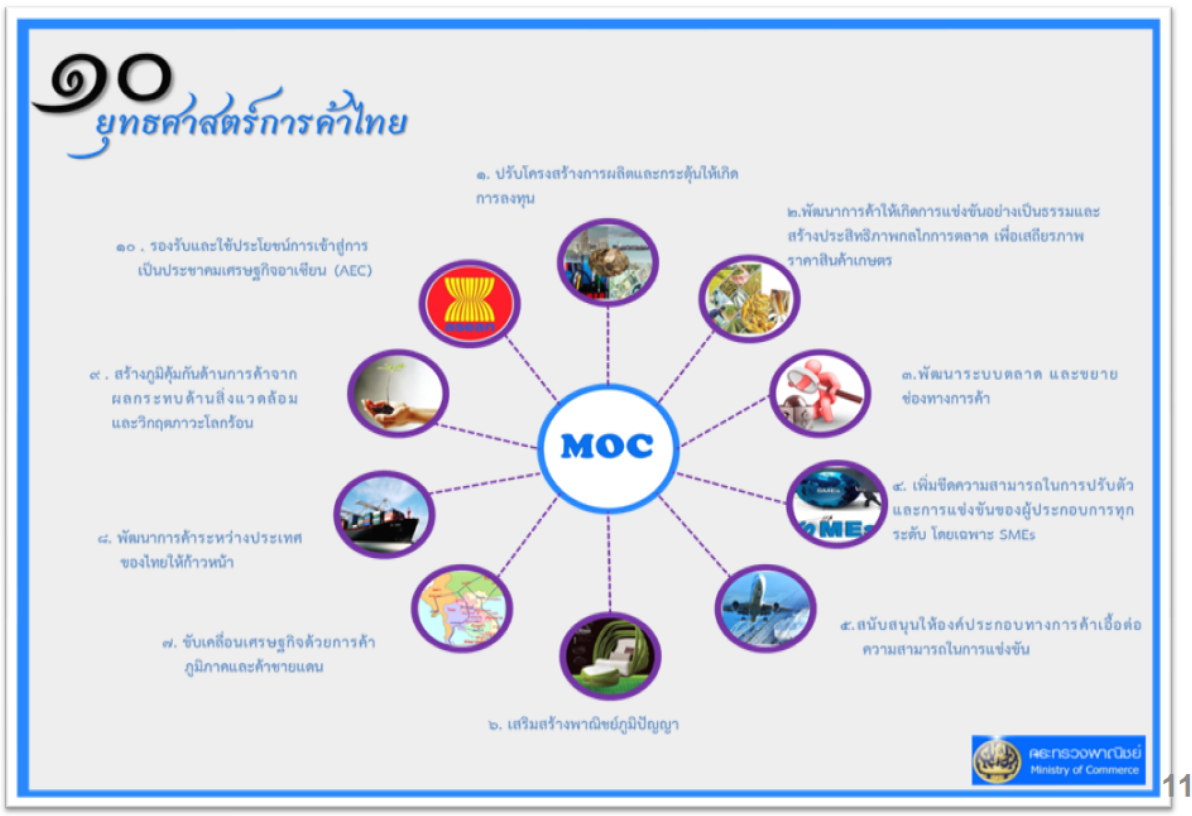 ๑๐
ยุทธศาสตร์การค้าไทย
๑. ปรับโครงสร้างการผลิตและกระตุ้นให้เกิด
การลงทุน
๒.พัฒนาการค้าให้เกิดการแข่งขันอย่างเป็นธรรมและ
สร้างประสิทธิภาพกลไกการตลาด เพื่อเสถียรภาพ
ราคาสินค้าเกษตร
๓.พัฒนาระบบตลาด และขยาย
ช่องทางการค้า
๔. เพิ่มขีดความสามารถในการปรับตัว
และการแข่งขันของผู้ประกอบการทุก
ระดับ โดยเฉพาะ SMEs
๕.สนับสนุนให้องค์ประกอบทางการค้าเอื้อต่อ
ความสามารถในการแข่งขัน
๖. เสริมสร้างพาณิชย์ภูมิปัญญา
๗. ขับเคลื่อนเศรษฐกิจด้วยการค้า
ภูมิภาคและค้าชายแดน
๘. พัฒนาการค้าระหว่างประเทศ
ของไทยให้ก้าวหน้า
๙ . สร้างภูมิคุ้มกันด้านการค้าจาก
ผลกระทบด้านสิ่งแวดล้อม
และวิกฤตภาวะโลกร้อน
๑๐ . รองรับและใช้ประโยชน์การเข้าสู่การ
เป็นประชาคมเศรษฐกิจอาเซียน (AEC)
asean
MOC
SMEs
SMEs
กระทรวงพาณิชย์
Ministry of Commerce
11